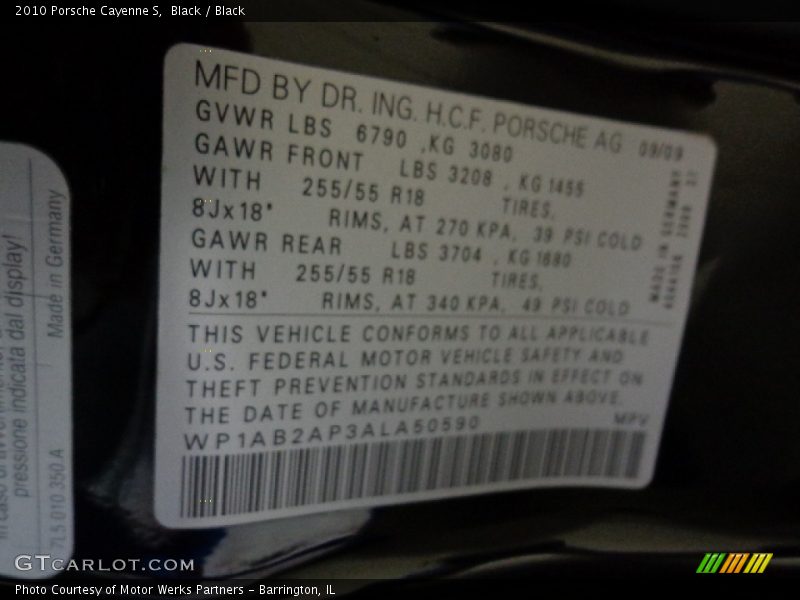 2010 Porsche Cayenne S,  Black / Black
MFD BY DR. ING. H.C.F. PORSCHE AG 09/09
GVWR LBS 6790 ,KG 3080
GAWR FRONT LBS 3208 , KG 1455
WITH 255/55 R18 TIRES,
8Jx18" RIMS, AT 270 KPA, 39 PSI COLD
GAWR REAR LBS 3704 , KG 1680
WITH 255/55 R18 TIRES,
8Jx18" RIMS, AT 340 KPA, 49 PSI COLD
THIS VEHICLE CONFORMS TO ALL APPLICABLE
U.S. FEDERAL MOTOR VEHICLE SAFETY AND
THEFT PREVENTION STANDARDS IN EFFECT ON
THE DATE OF MANUFACTURE SHOWN ABOVE.
WP1AB2AP3ALA50590 MPV
MADE IN GERMANY
pressione indicata dal display!
Made in Germany
7L5 010 350 A
GTCARLOT.COM
Photo Courtesy of Motor Werks Partners – Barrington, IL